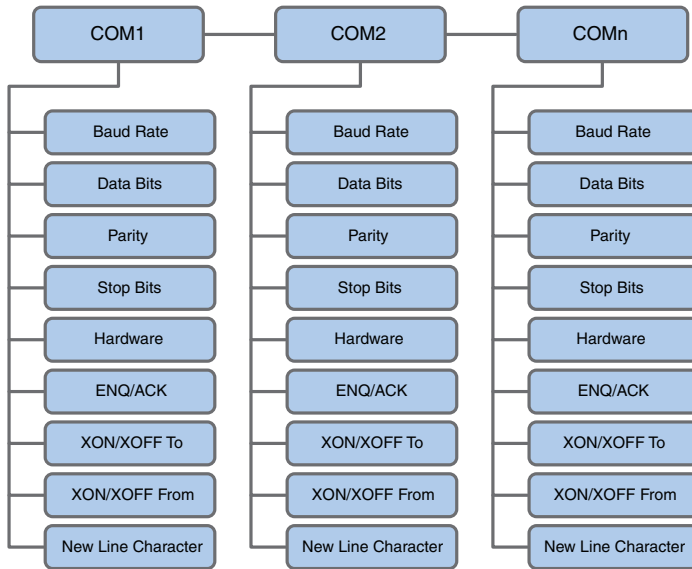 COM1
Baud Rate
Data Bits
Parity
Stop Bits
Hardware
ENQ/ACK
XON/XOFF To
XON/XOFF From
New Line Character
COM2
Baud Rate
Data Bits
Parity
Stop Bits
Hardware
ENQ/ACK
XON/XOFF To
XON/XOFF From
New Line Character
COMn
Baud Rate
Data Bits
Parity
Stop Bits
Hardware
ENQ/ACK
XON/XOFF To
XON/XOFF From
New Line Character